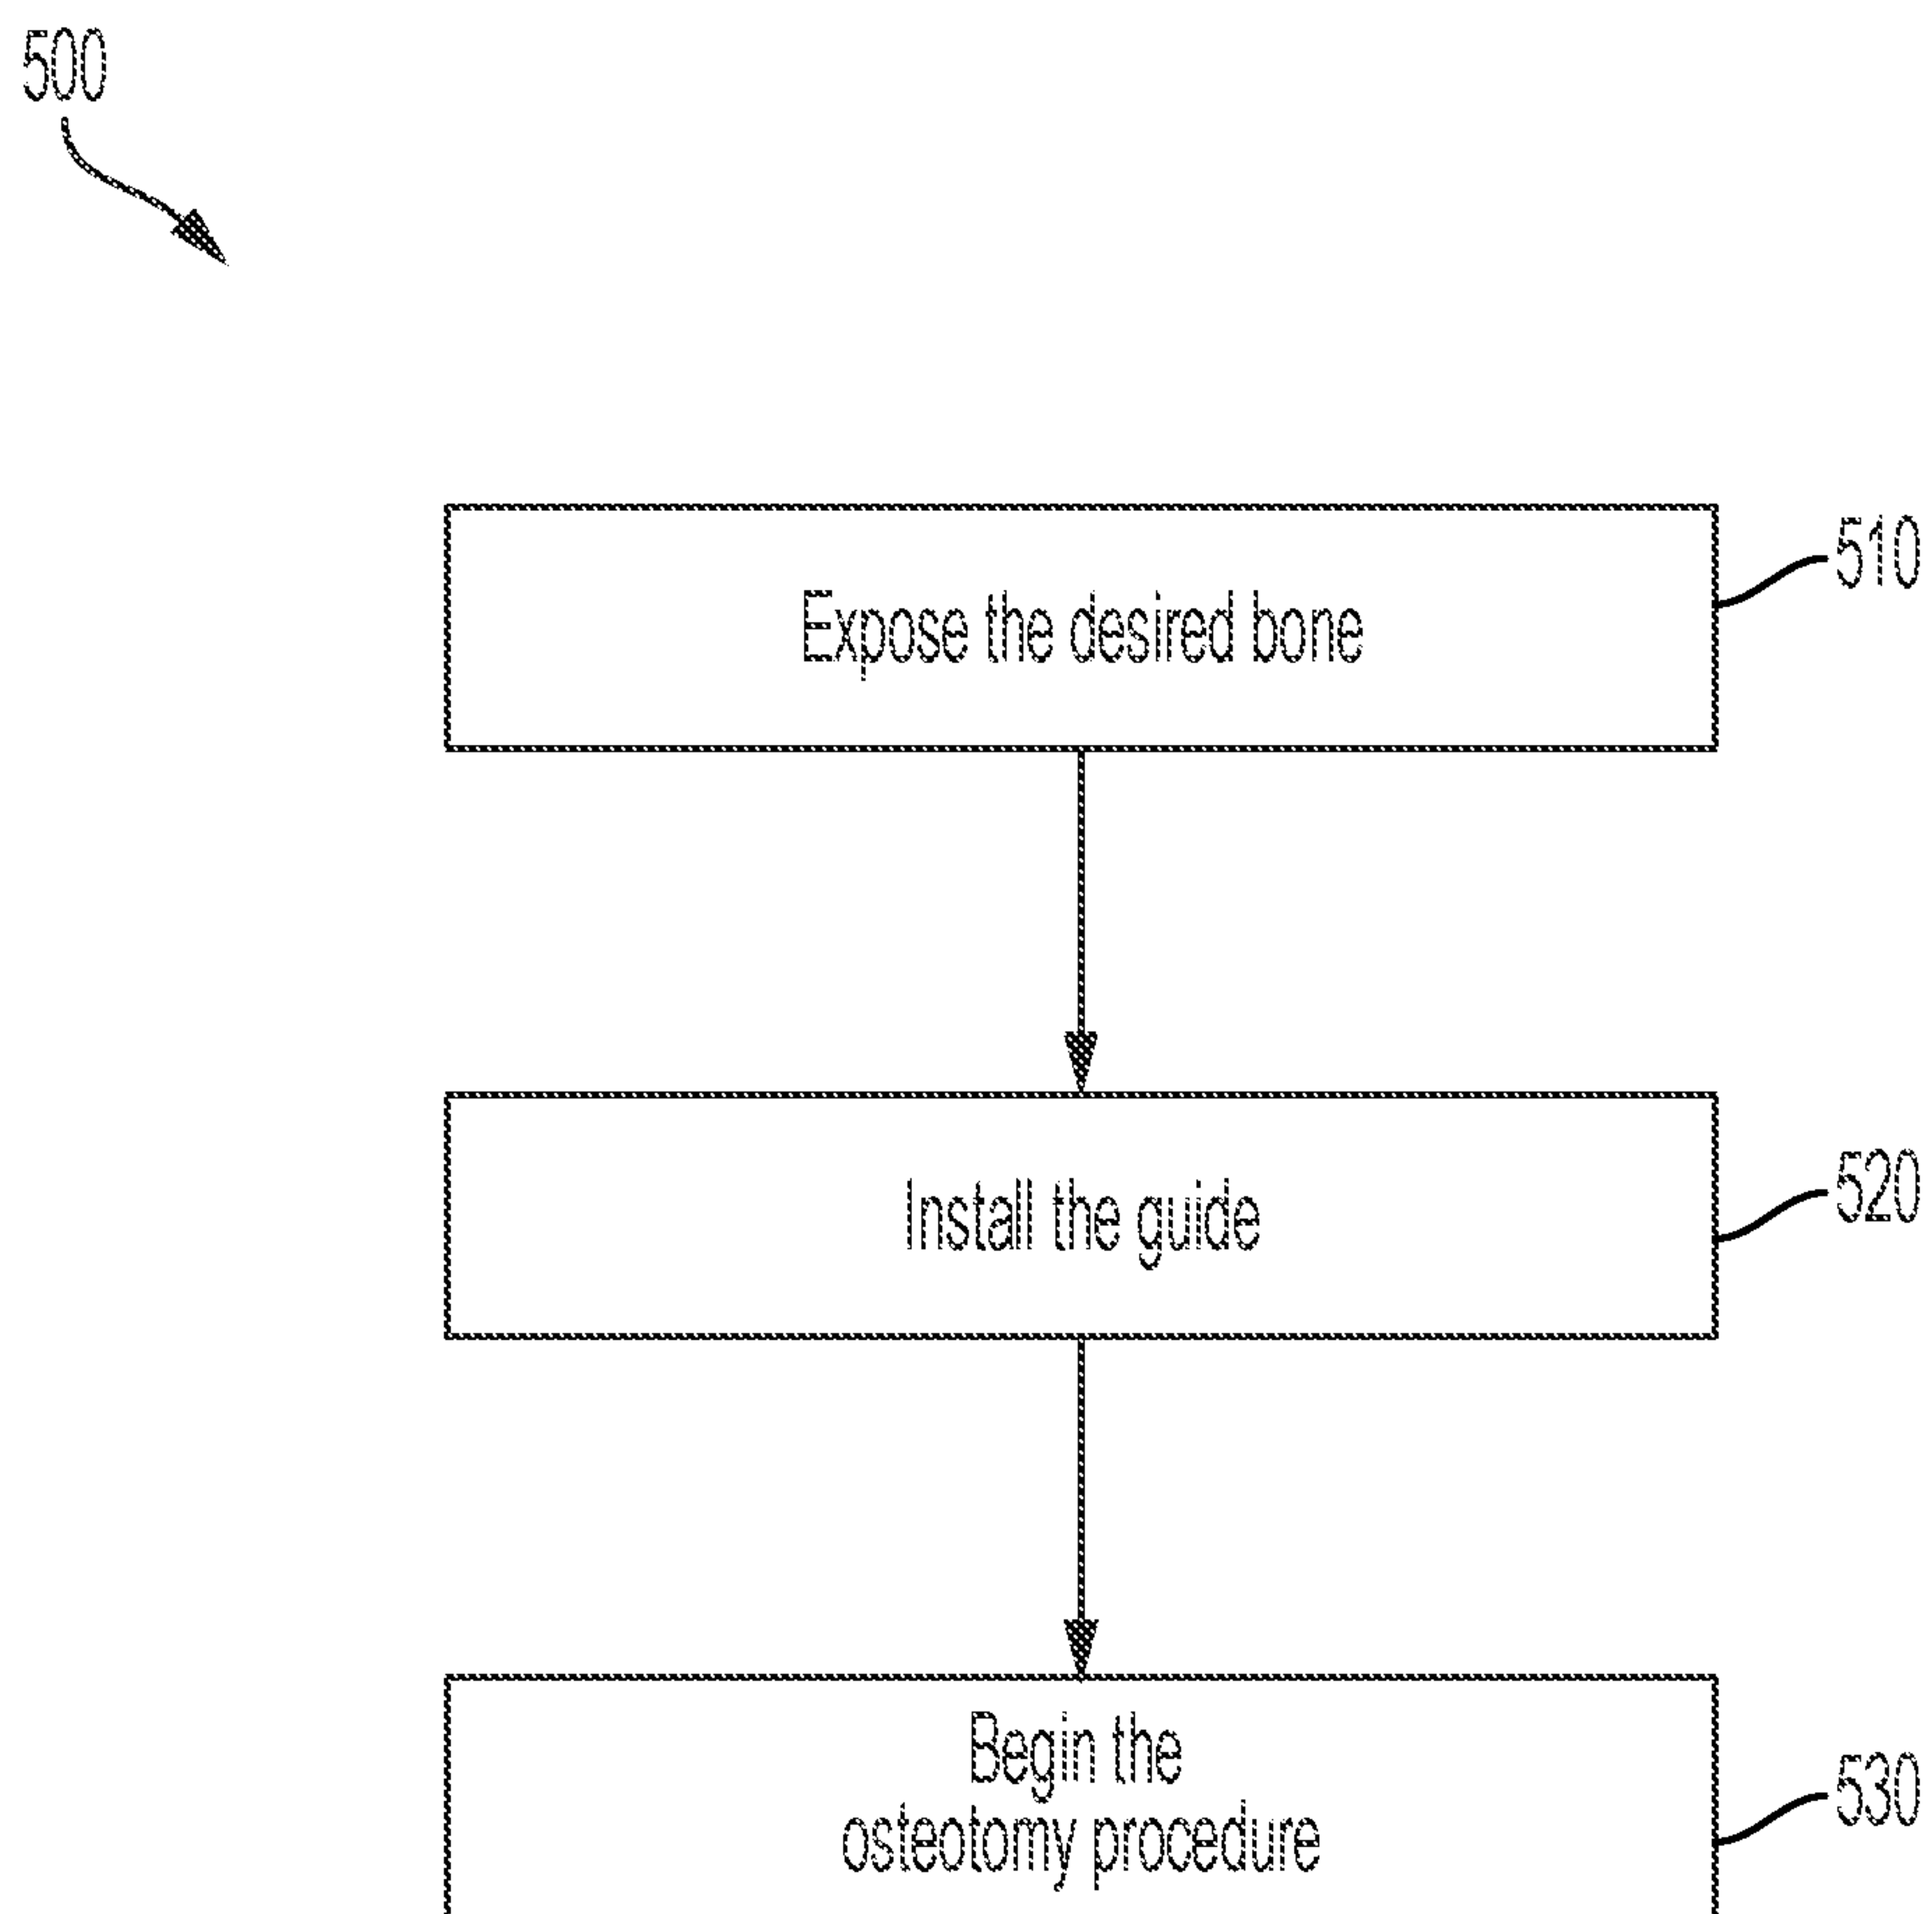 500
Expose the desired bone
510
Install the guide
520
Begin the
osteotomy procedure
530